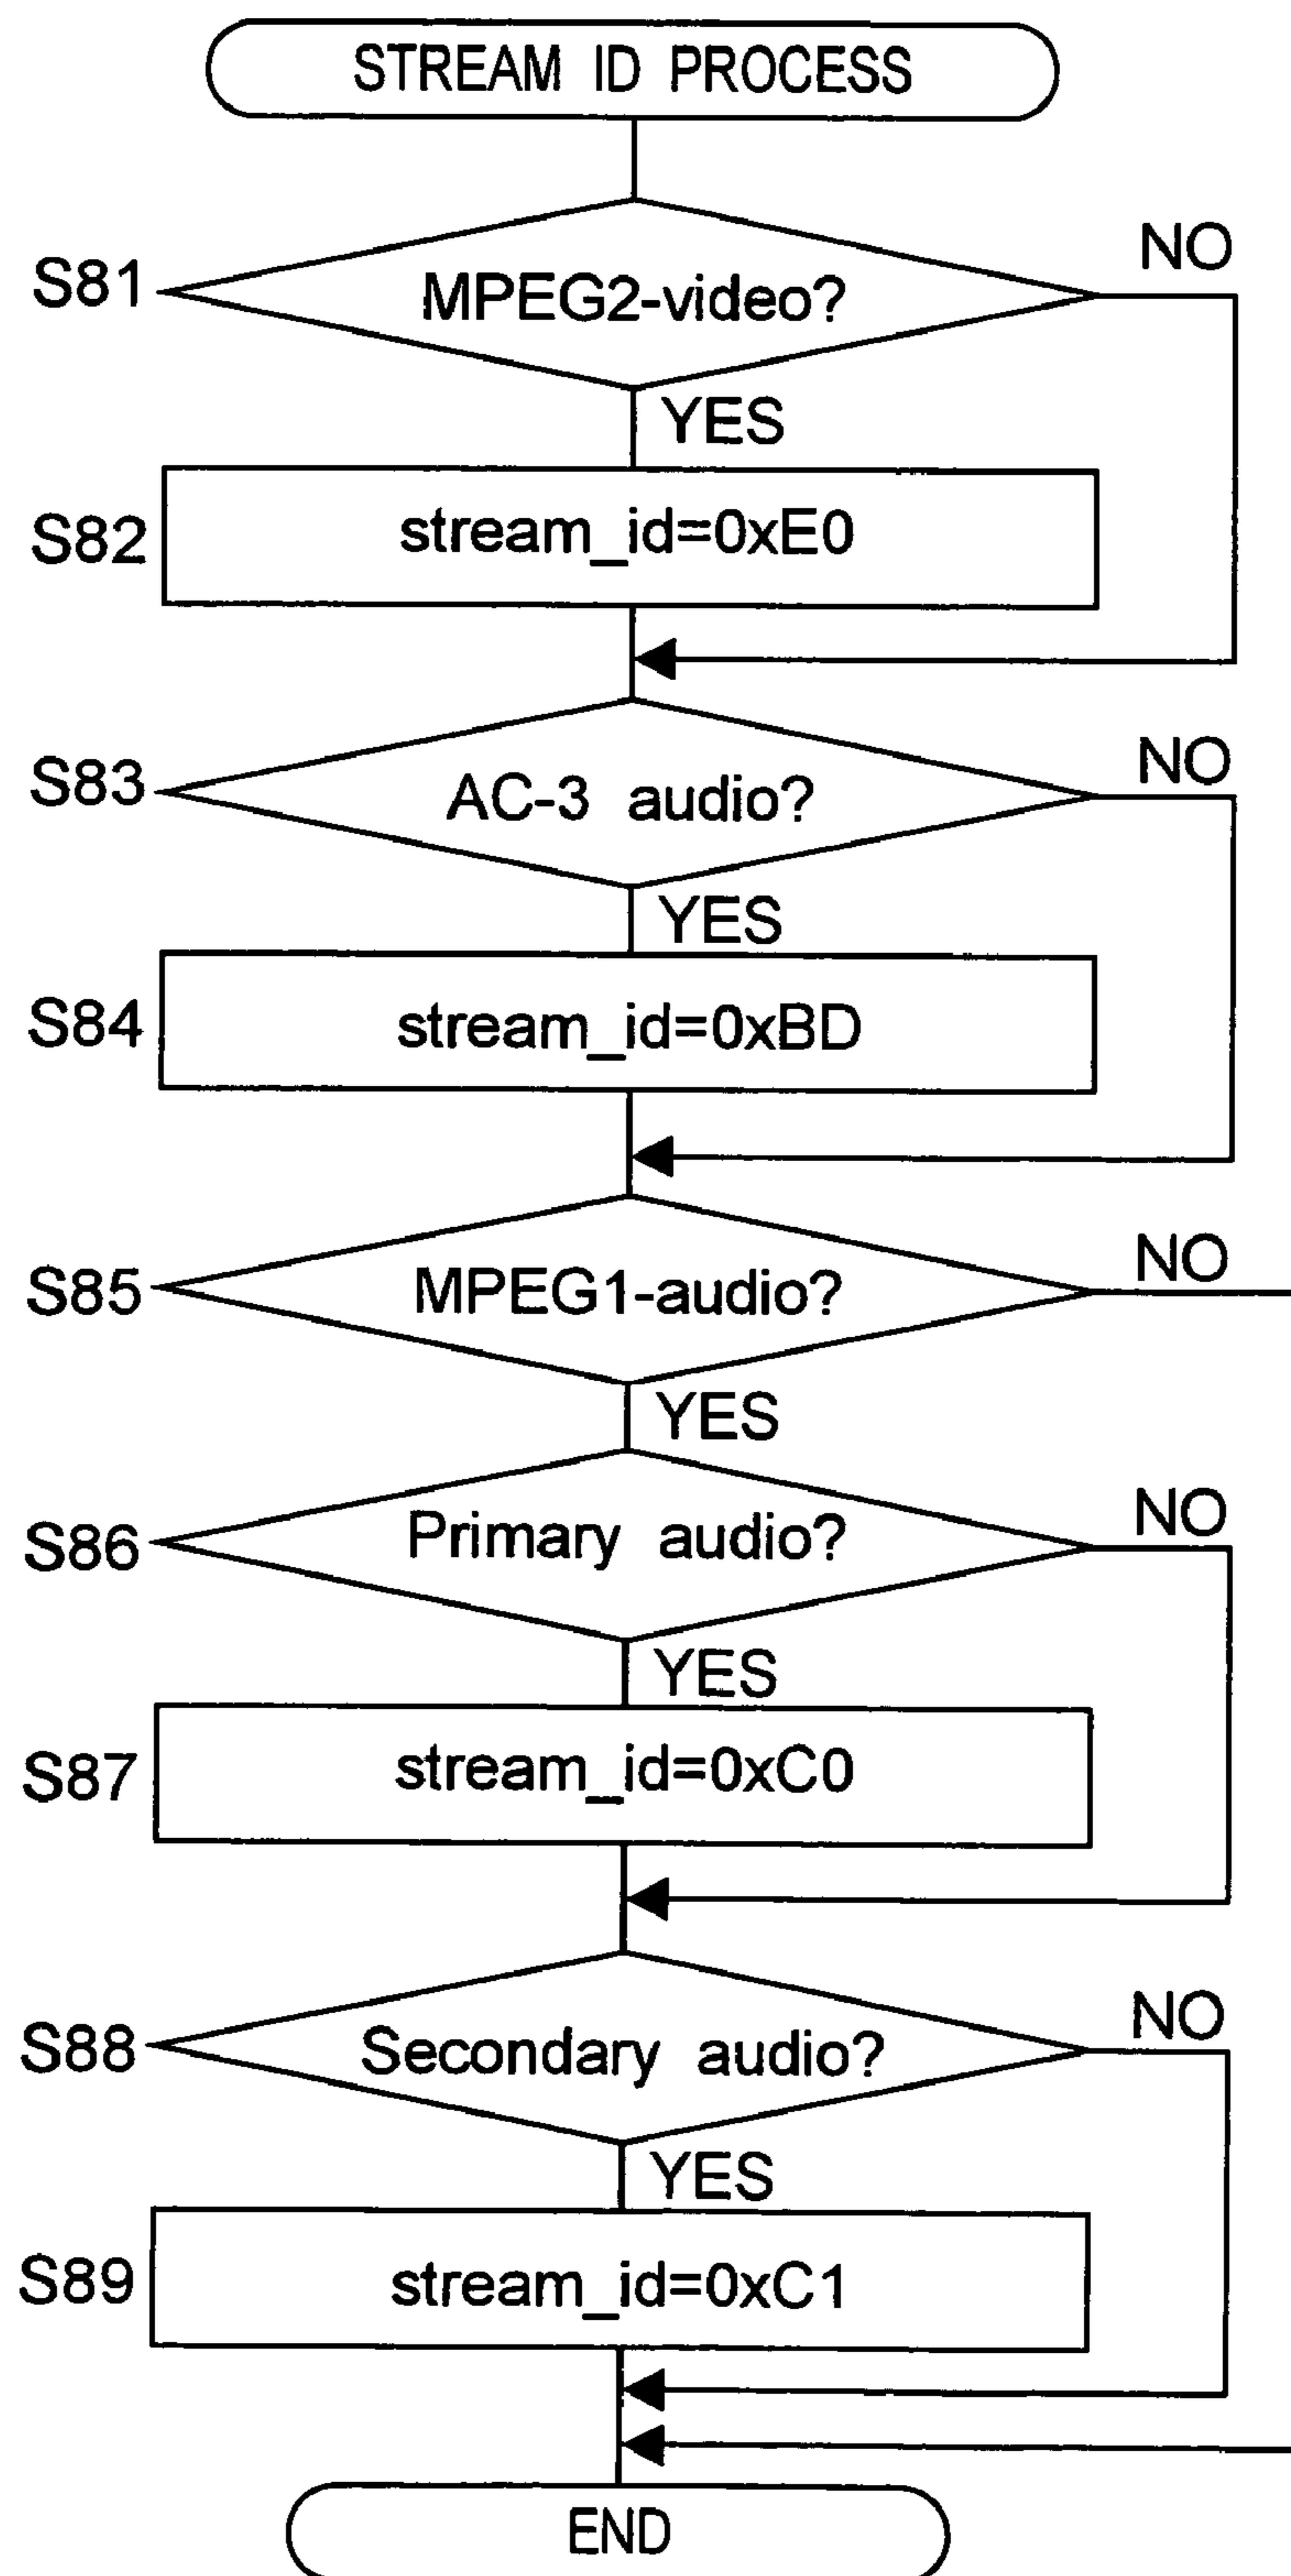 STREAM ID PROCESS
NO
S81
MPEG2-video?
YES
S82
stream_id=0xE0
NO
S83
AC-3 audio?
YES
S84
stream_id=0xBD
NO
S85
MPEG1-audio?
YES
NO
S86
Primary audio?
YES
S87
stream_id=0xC0
NO
S88
Secondary audio?
YES
S89
stream_id=0xC1
END